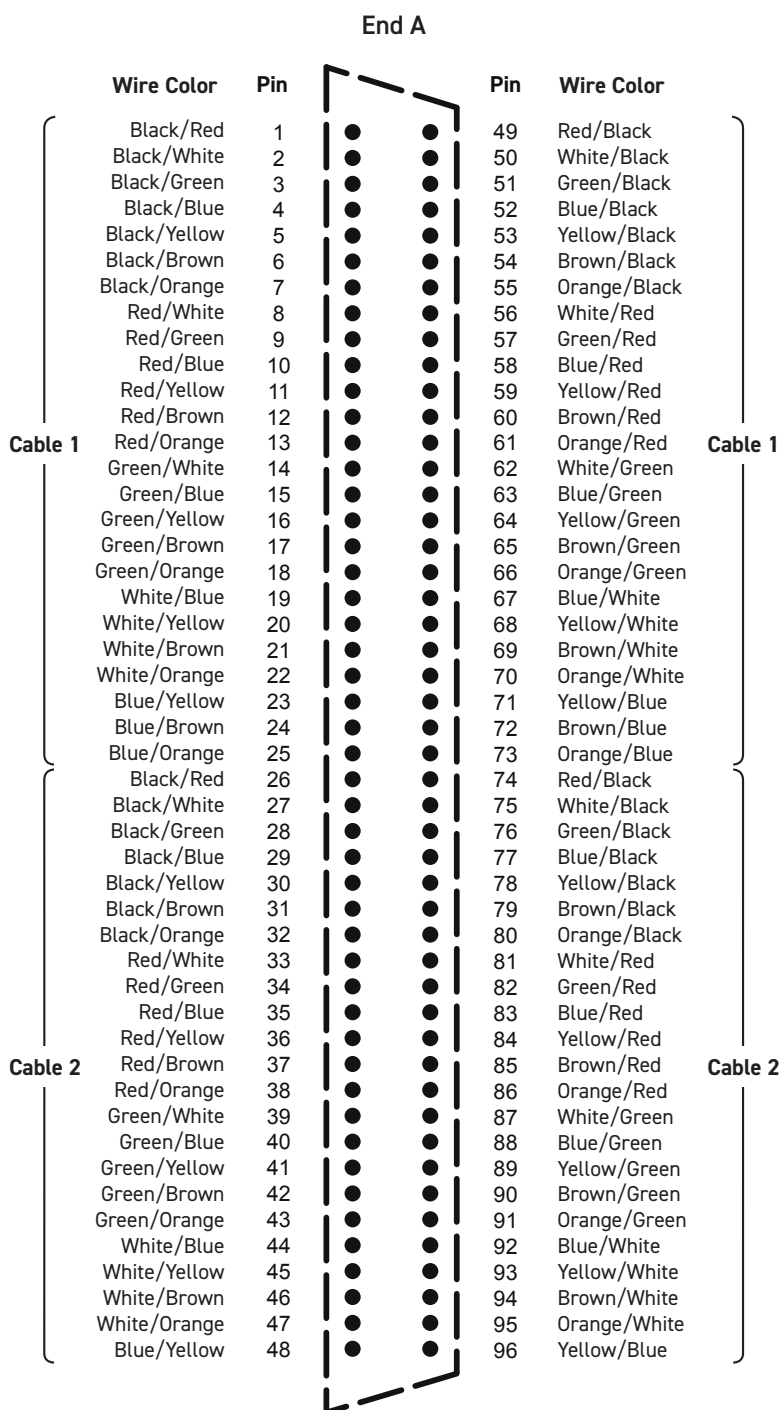 End A
Wire Color Pin Pin Wire Color
Black/Red 1 49 Red/Black
Black/White 2 50 White/Black
Black/Green 3 51 Green/Black
Black/Blue 4 52 Blue/Black
Black/Yellow 5 53 Yellow/Black
Black/Brown 6 54 Brown/Black
Black/Orange 7 55 Orange/Black
Red/White 8 56 White/Red
Red/Green 9 57 Green/Red
Red/Blue 10 58 Blue/Red
Red/Yellow 11 59 Yellow/Red
Red/Brown 12 60 Brown/Red
Cable 1 Red/Orange 13 61 Orange/Red Cable 1
Green/White 14 62 White/Green
Green/Blue 15 63 Blue/Green
Green/Yellow 16 64 Yellow/Green
Green/Brown 17 65 Brown/Green
Green/Orange 18 66 Orange/Green
White/Blue 19 67 Blue/White
White/Yellow 20 68 Yellow/White
White/Brown 21 69 Brown/White
White/Orange 22 70 Orange/White
Blue/Yellow 23 71 Yellow/Blue
Blue/Brown 24 72 Brown/Blue
Blue/Orange 25 73 Orange/Blue
Black/Red 26 74 Red/Black
Black/White 27 75 White/Black
Black/Green 28 76 Green/Black
Black/Blue 29 77 Blue/Black
Black/Yellow 30 78 Yellow/Black
Black/Brown 31 79 Brown/Black
Black/Orange 32 80 Orange/Black
Red/White 33 81 White/Red
Red/Green 34 82 Green/Red
Red/Blue 35 83 Blue/Red
Red/Yellow 36 84 Yellow/Red
Cable 2 Red/Brown 37 85 Brown/Red Cable 2
Red/Orange 38 86 Orange/Red
Green/White 39 87 White/Green
Green/Blue 40 88 Blue/Green
Green/Yellow 41 89 Yellow/Green
Green/Brown 42 90 Brown/Green
Green/Orange 43 91 Orange/Green
White/Blue 44 92 Blue/White
White/Yellow 45 93 Yellow/White
White/Brown 46 94 Brown/White
White/Orange 47 95 Orange/White
Blue/Yellow 48 96 Yellow/Blue